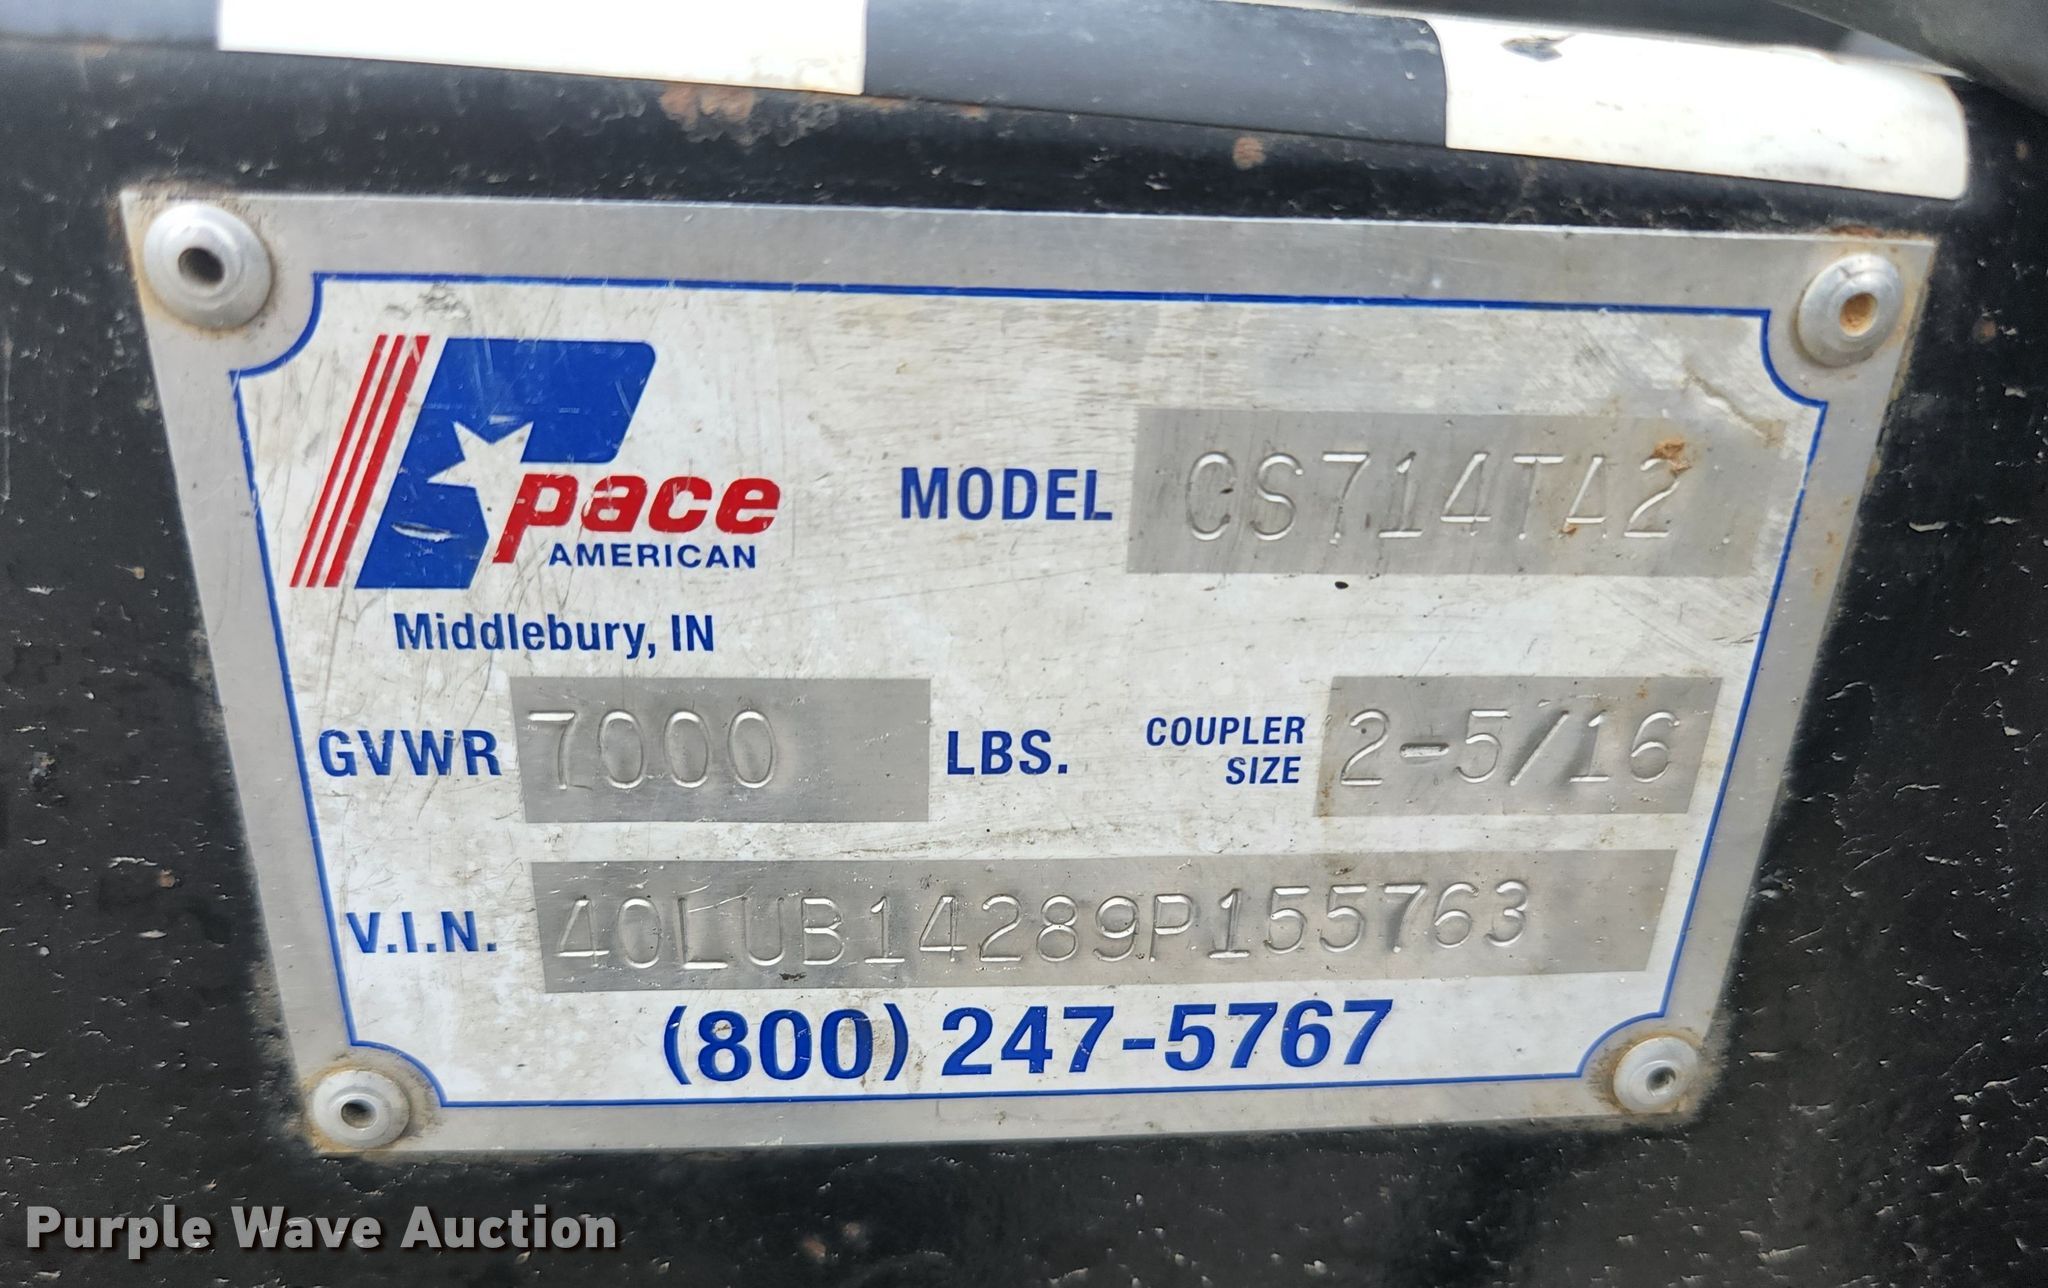 pace
AMERICAN
Middlebury, IN
MODEL CS714TA2
GVWR 7000 LBS. COUPLER SIZE 2-5/16
V.I.N. 40LUB14289P155763
(800) 247-5767
Purple Wave Auction